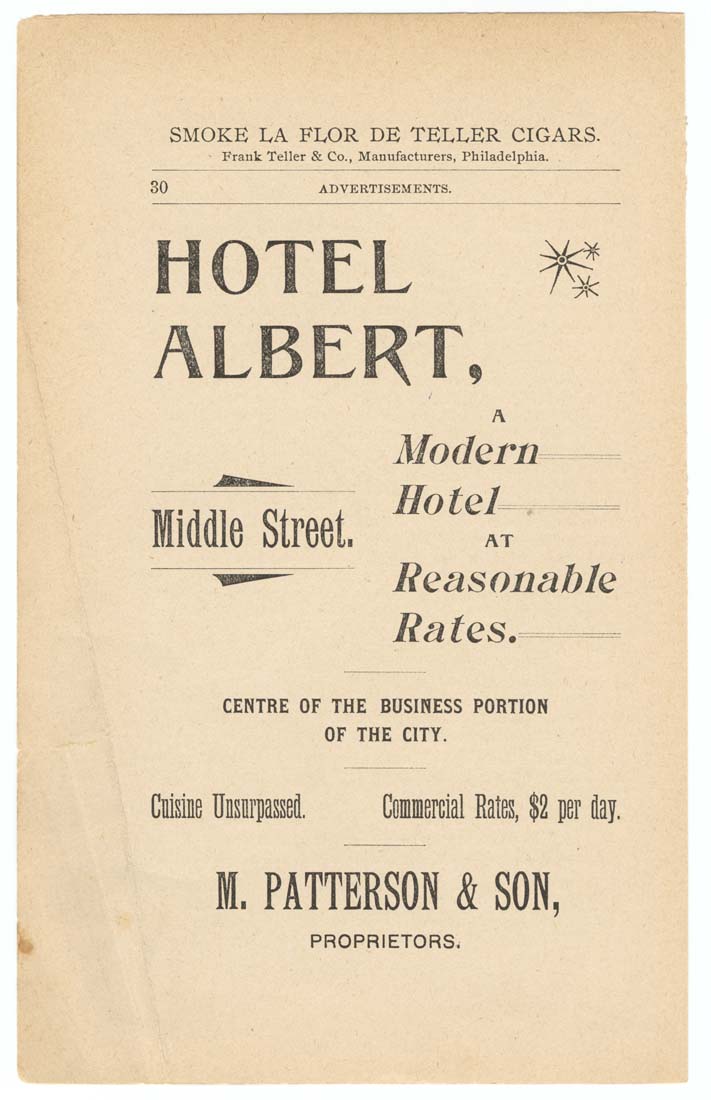 SMOKE LA FLOR DE TELLER CIGARS.
Frank Teller & Co., Manufacturers, Philadelphia.
30 ADVERTISEMENTS.
HOTEL
ALBERT,
A
Modern
Hotel
AT
Reasonable
Rates.
Middle Street.
CENTRE OF THE BUSINESS PORTION
OF THE CITY.
Cuisine Unsurpassed. Commercial Rates, $2 per day.
M. PATTERSON & SON,
PROPRIETORS.